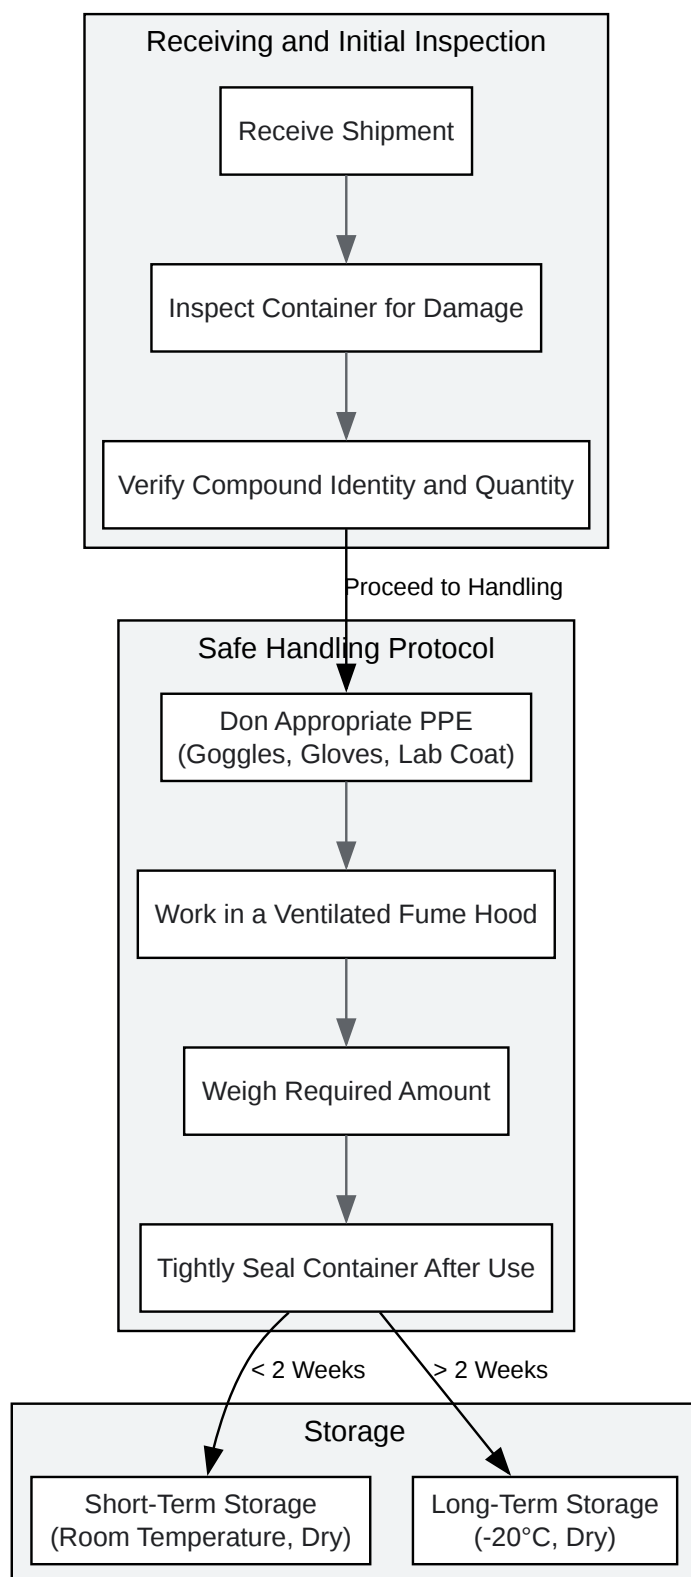 Receiving and Initial Inspection
Receive Shipment
Inspect Container for Damage
Verify Compound Identity and Quantity
Proceed to Handling
Safe Handling Protocol
Don Appropriate PPE
(Goggles, Gloves, Lab Coat)
Work in a Ventilated Fume Hood
Weigh Required Amount
Tightly Seal Container After Use
< 2 Weeks
> 2 Weeks
Storage
Short-Term Storage
(Room Temperature, Dry)
Long-Term Storage
(-20°C, Dry)